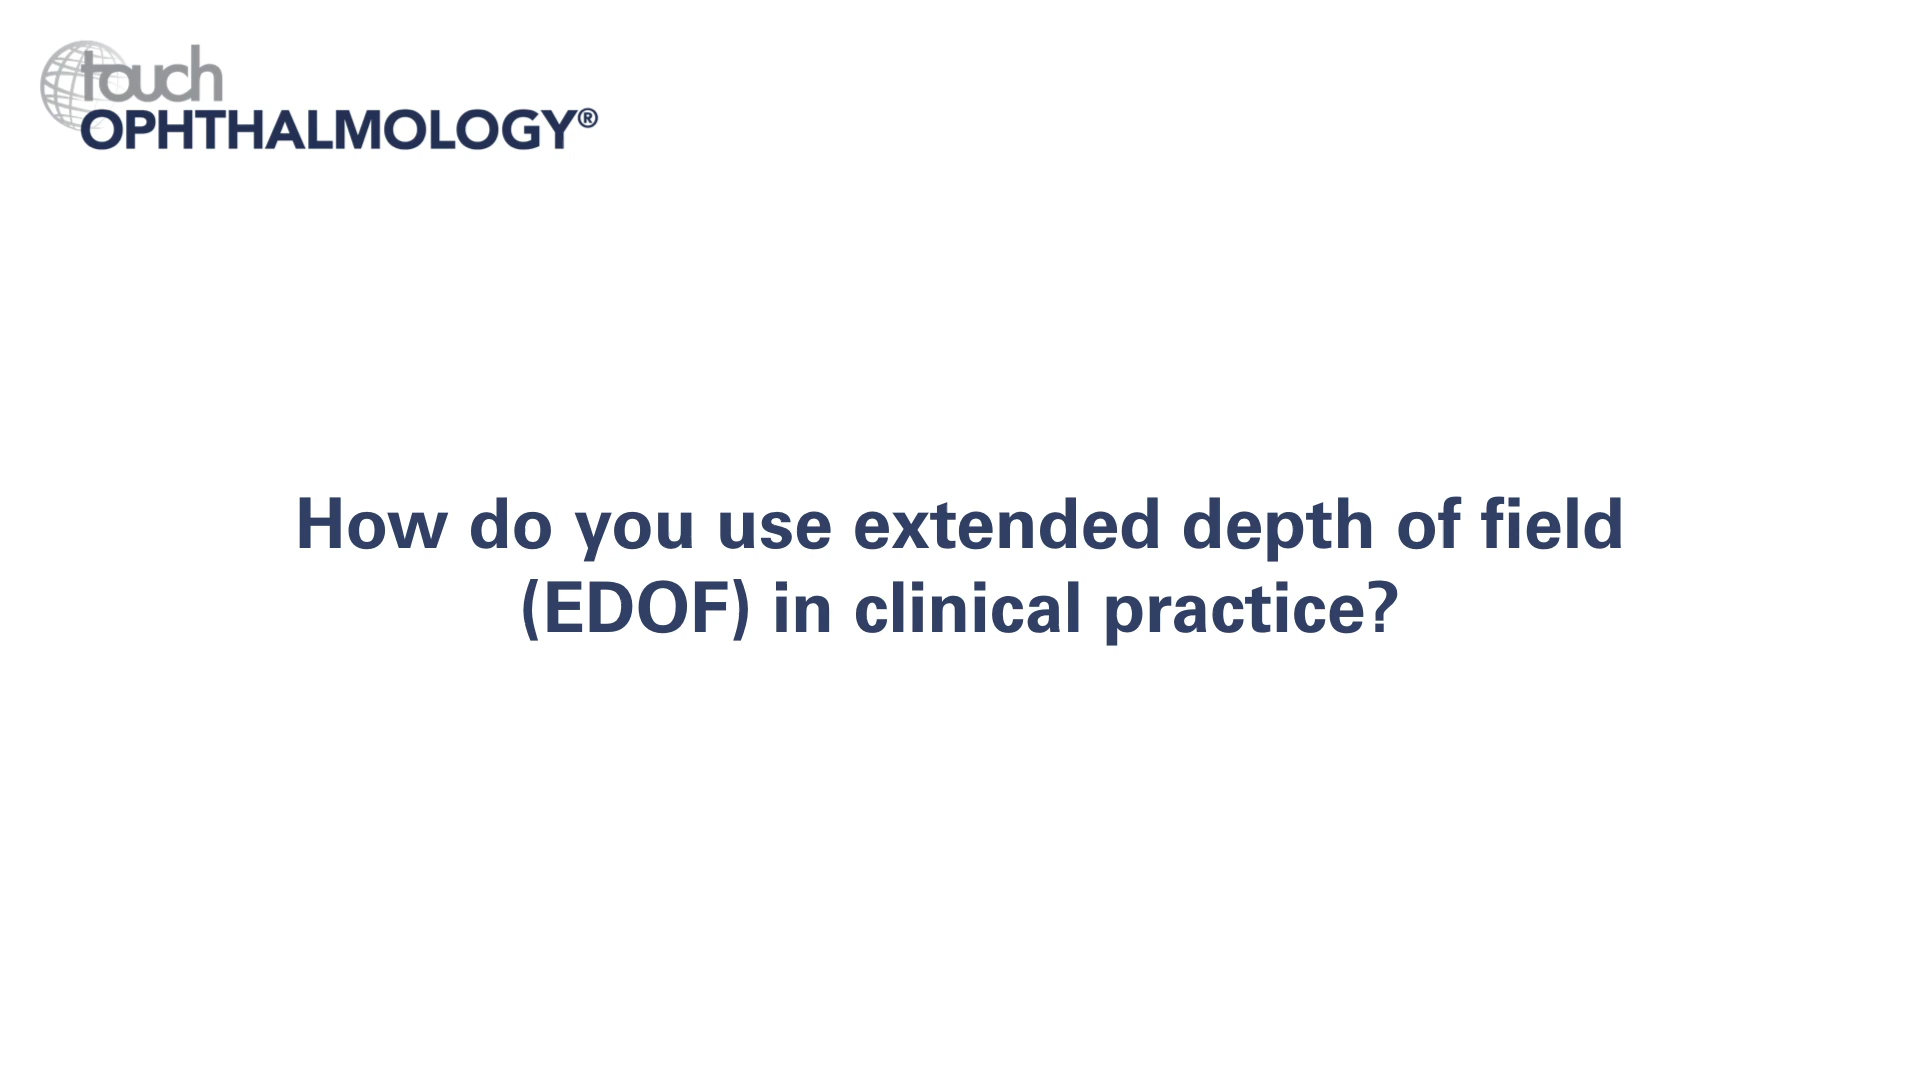 touch
OPHTHALMOLOGY®
How do you use extended depth of field
(EDOF) in clinical practice?